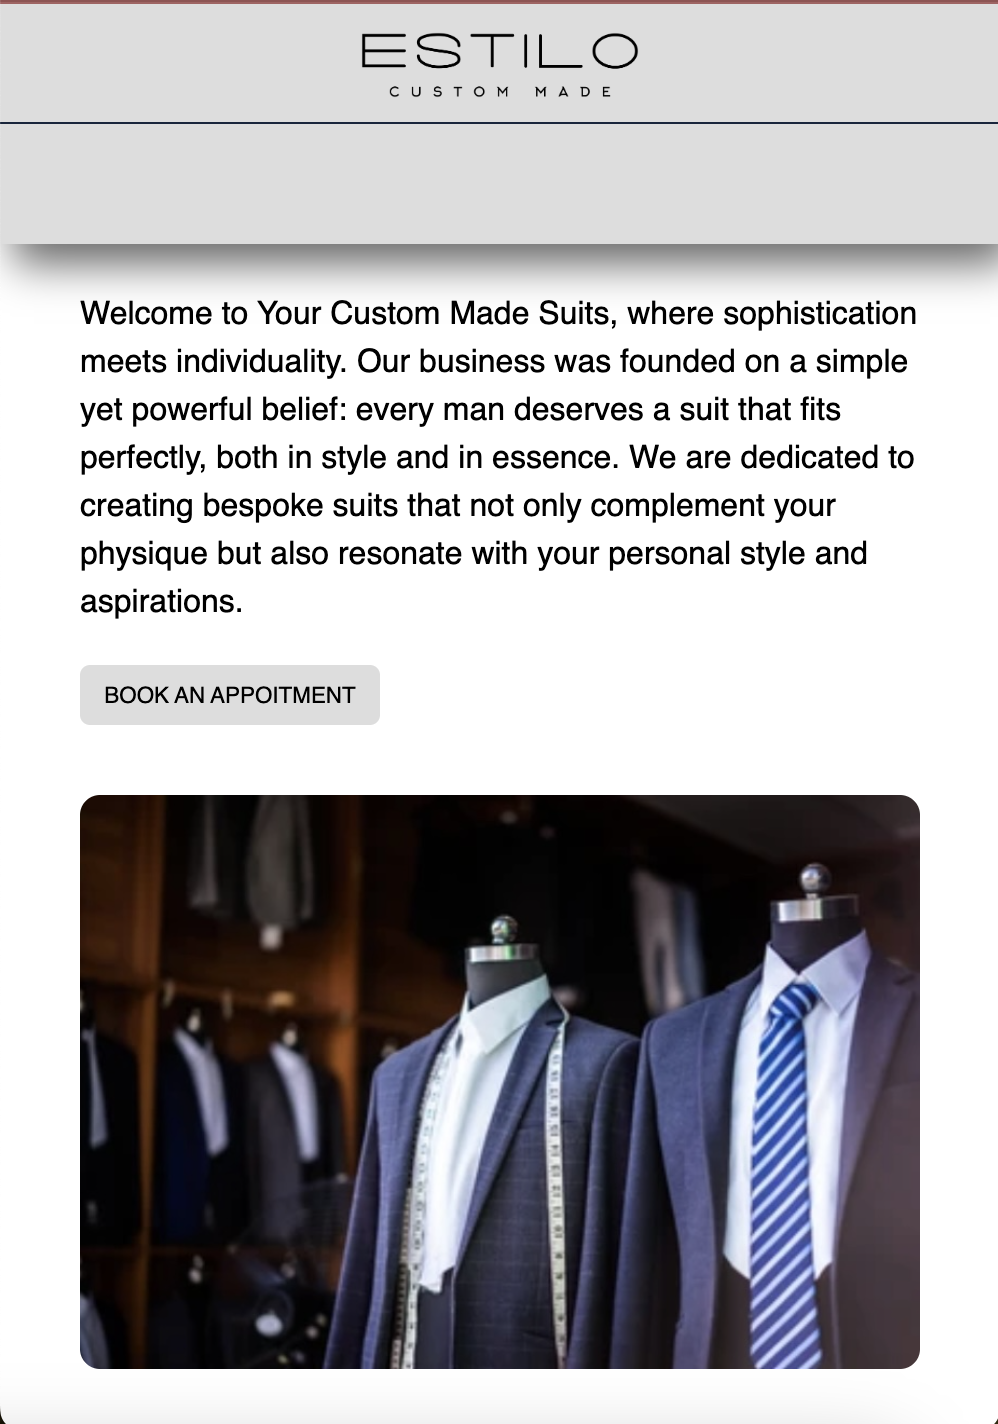 ESTILO
CUSTOM MADE
Welcome to Your Custom Made Suits, where sophistication
meets individuality. Our business was founded on a simple
yet powerful belief: every man deserves a suit that fits
perfectly, both in style and in essence. We are dedicated to
creating bespoke suits that not only complement your
physique but also resonate with your personal style and
aspirations.
BOOK AN APPOITMENT